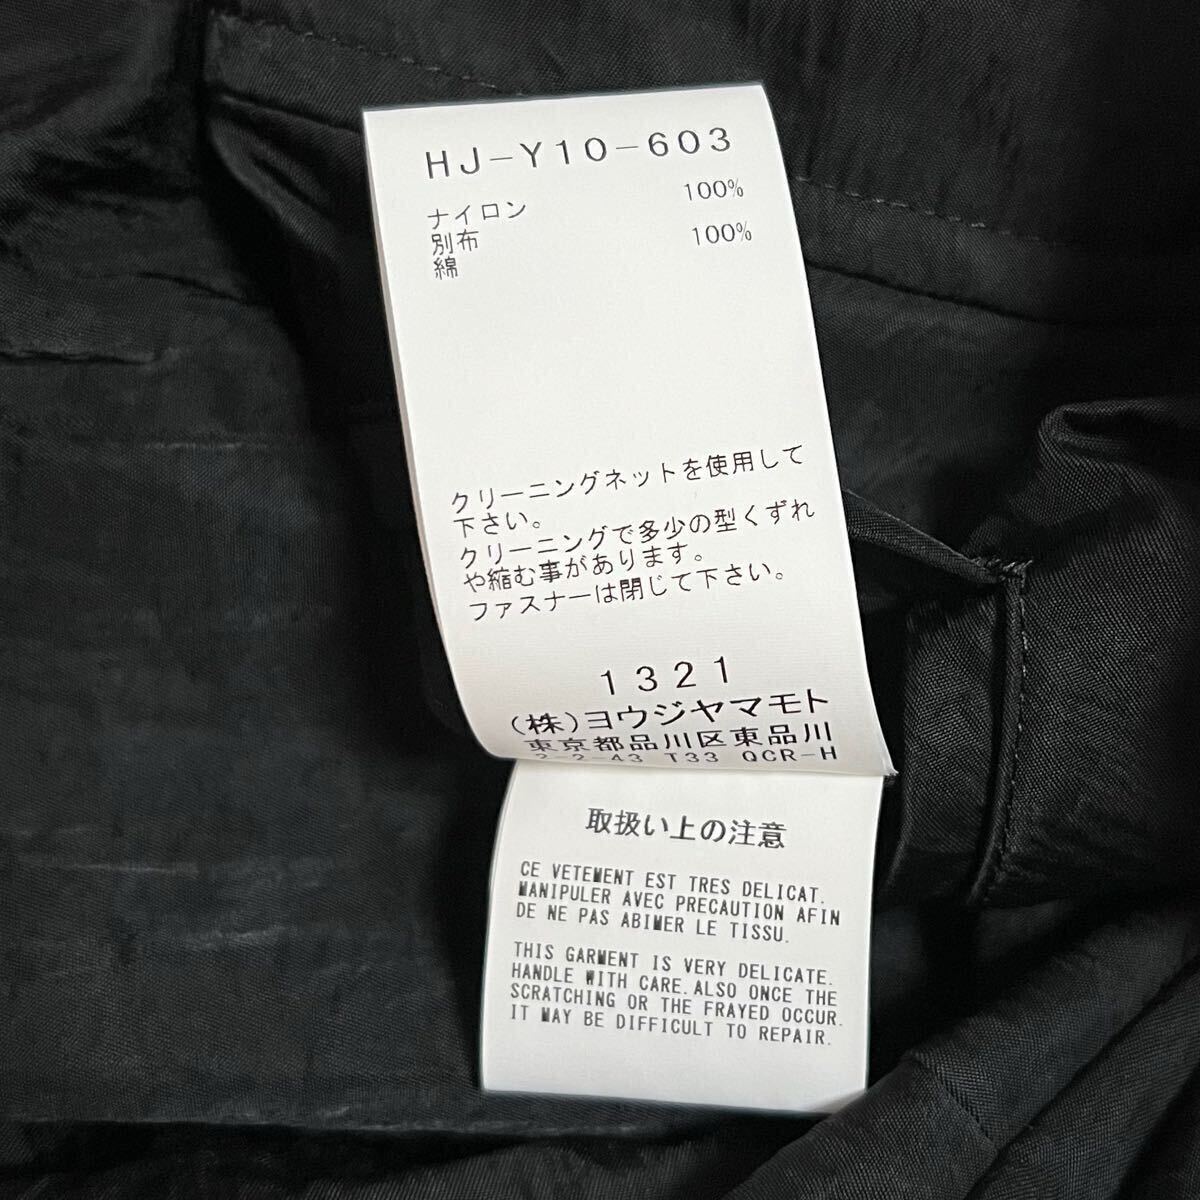 HJ-Y10-603
ナイロン 100%
別布
綿 100%
クリーニングネットを使用して
下さい。
クリーニングで多少の型くずれ
や縮む事があります。
ファスナーは閉じて下さい。
1321
(株)ヨウジヤマモト
東京都品川区東品川
2-2-43 T33 QCR-H
取扱い上の注意
CE VETEMENT EST TRES DELICAT.
MANIPULER AVEC PRECAUTION AFIN
DE NE PAS ABIMER LE TISSU.
THIS GARMENT IS VERY DELICATE.
HANDLE WITH CARE. ALSO ONCE THE
SCRATCHING OR THE FRAYED OCCUR.
IT MAY BE DIFFICULT TO REPAIR.